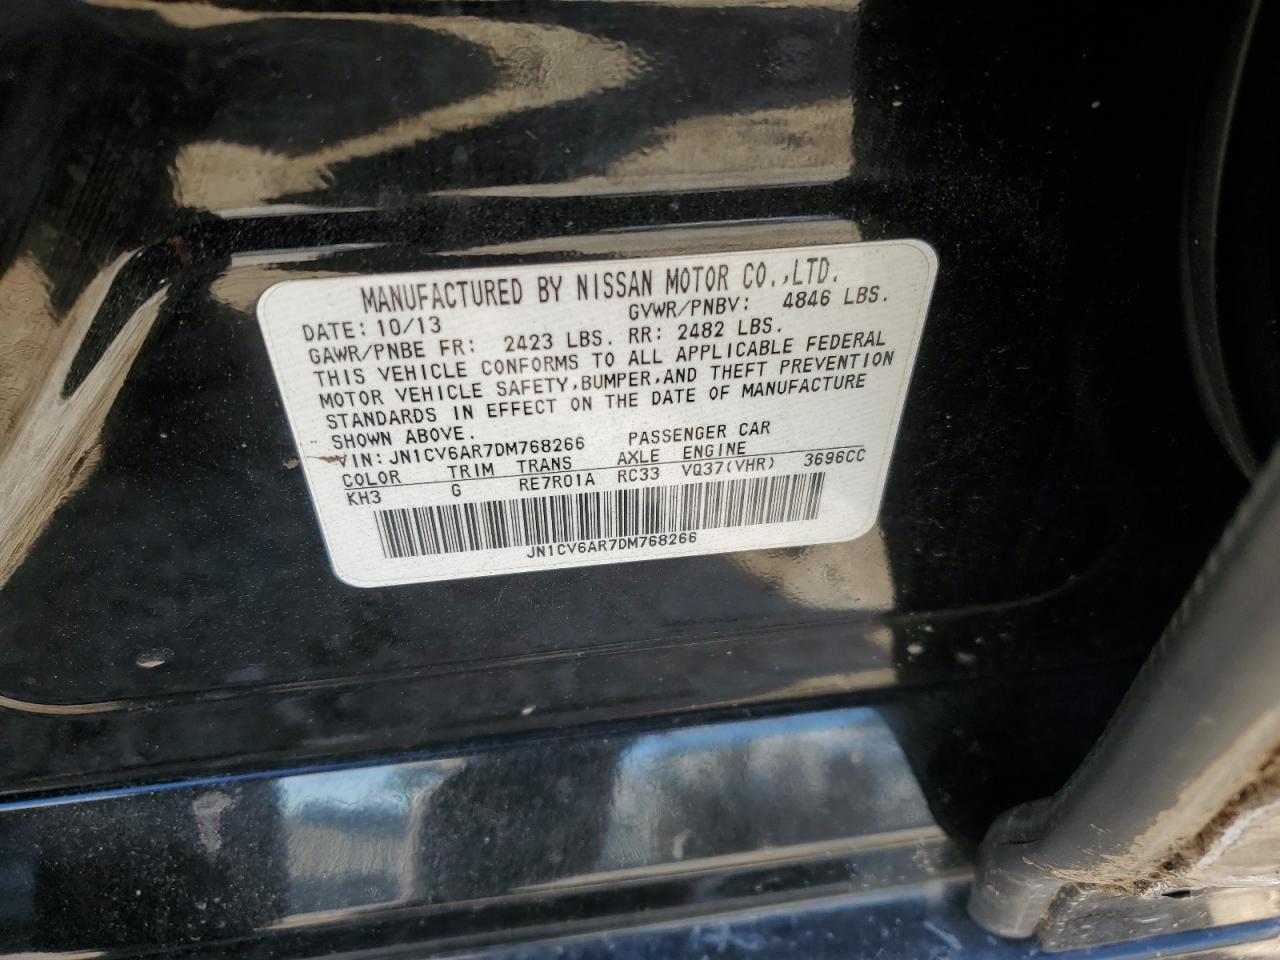 MANUFACTURED BY NISSAN MOTOR CO.,LTD.
DATE: 10/13 GVWR/PNBV: 4846 LBS.
GAWR/PNBE FR: 2423 LBS. RR: 2482 LBS.
THIS VEHICLE CONFORMS TO ALL APPLICABLE FEDERAL
MOTOR VEHICLE SAFETY,BUMPER,AND THEFT PREVENTION
STANDARDS IN EFFECT ON THE DATE OF MANUFACTURE
SHOWN ABOVE.
VIN: JN1CV6AR7DM768266 PASSENGER CAR
COLOR TRIM TRANS AXLE ENGINE
KH3 G RE7R01A RC33 VQ37(VHR) 3696CC
JN1CV6AR7DM768266